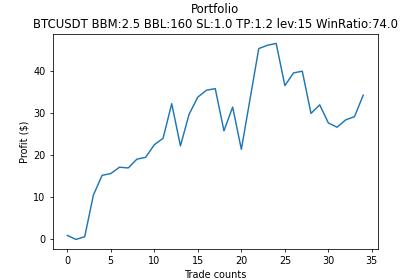 Portfolio
BTCUSDT BBM:2.5 BBL:160 SL:1.0 TP:1.2 lev:15 WinRatio:74.0
Profit ($)
40
30
20
10
0
0 5 10 15 20 25 30 35
Trade counts